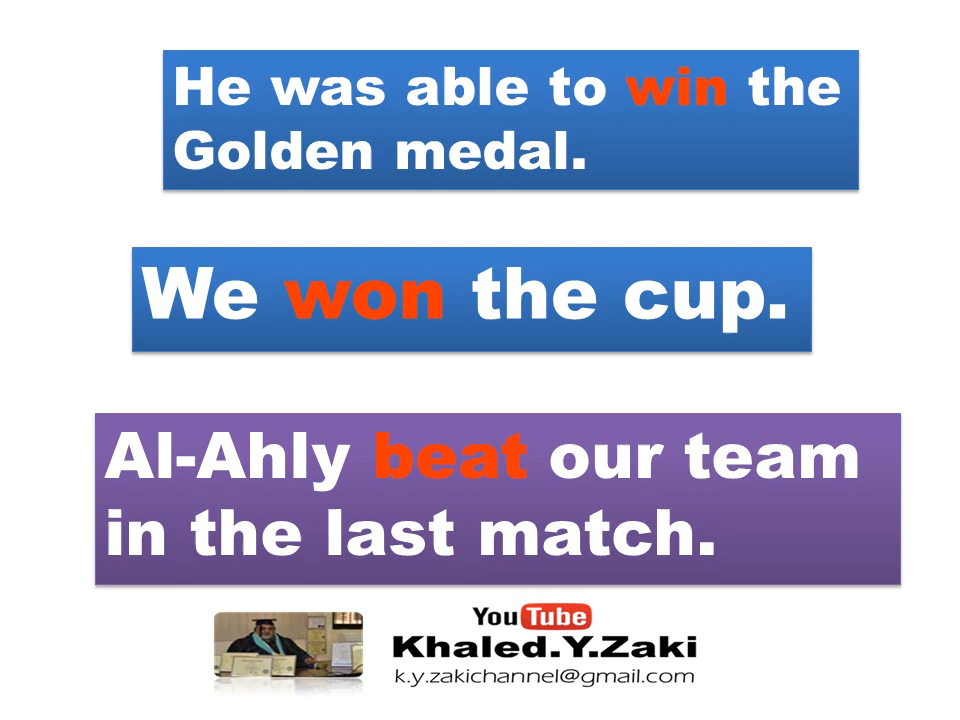 He was able to win the
Golden medal.
We won the cup.
Al-Ahly beat our team
in the last match.
YouTube
Khaled.Y.Zaki
k.y.zakichannel@gmail.com